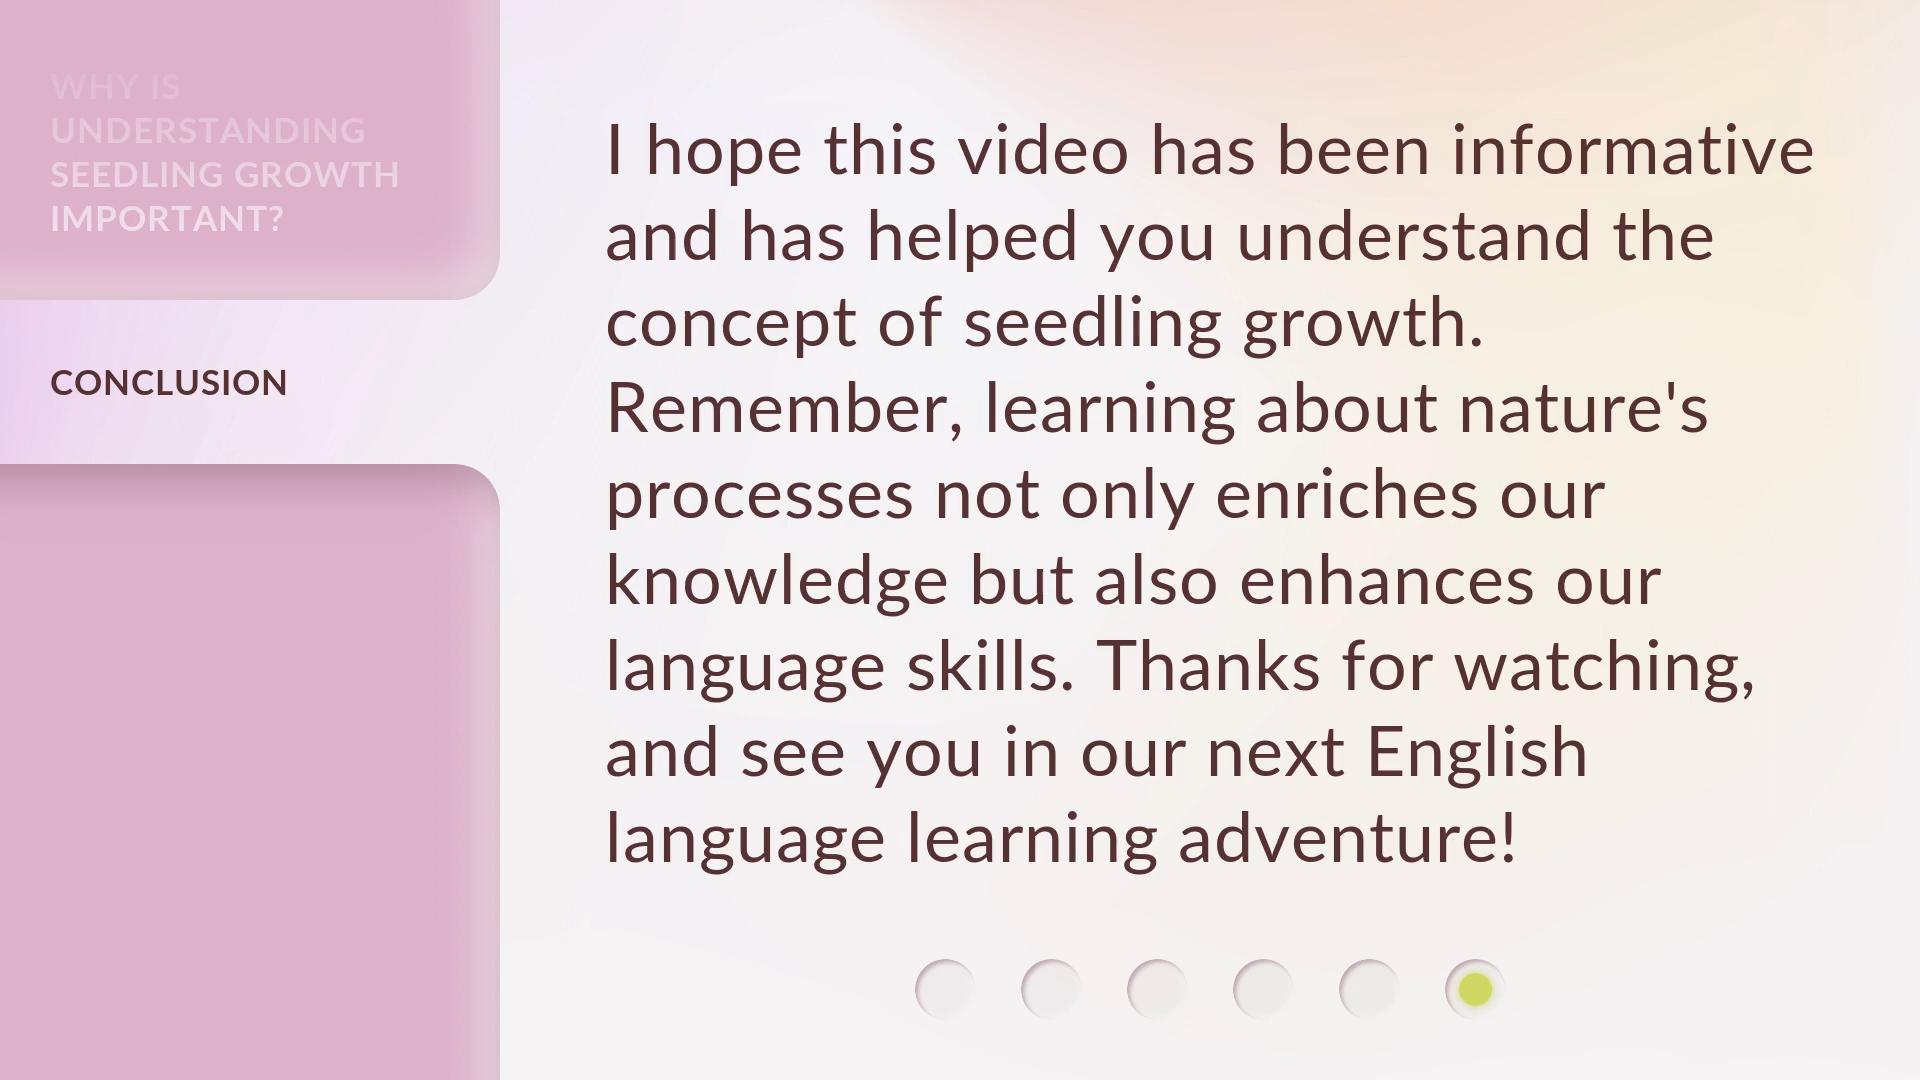 WHY IS
UNDERSTANDING
SEEDLING GROWTH
IMPORTANT?
CONCLUSION
I hope this video has been informative
and has helped you understand the
concept of seedling growth.
Remember, learning about nature's
processes not only enriches our
knowledge but also enhances our
language skills. Thanks for watching,
and see you in our next English
language learning adventure!